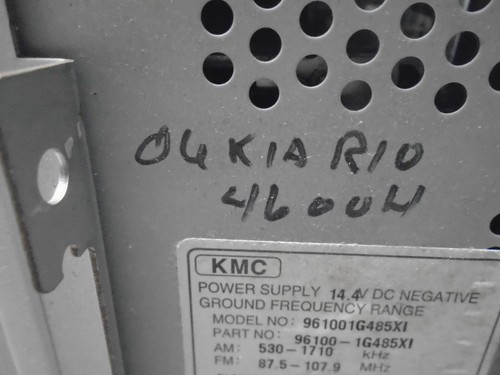 04 KIA RIO
46004
KMC
POWER SUPPLY 14.4V DC NEGATIVE
GROUND FREQUENCY RANGE
MODEL NO: 961001G485XI
PART NO: 96100-1G485XI
AM: 530-1710 kHz
FM: 87.5-107.9 MHz